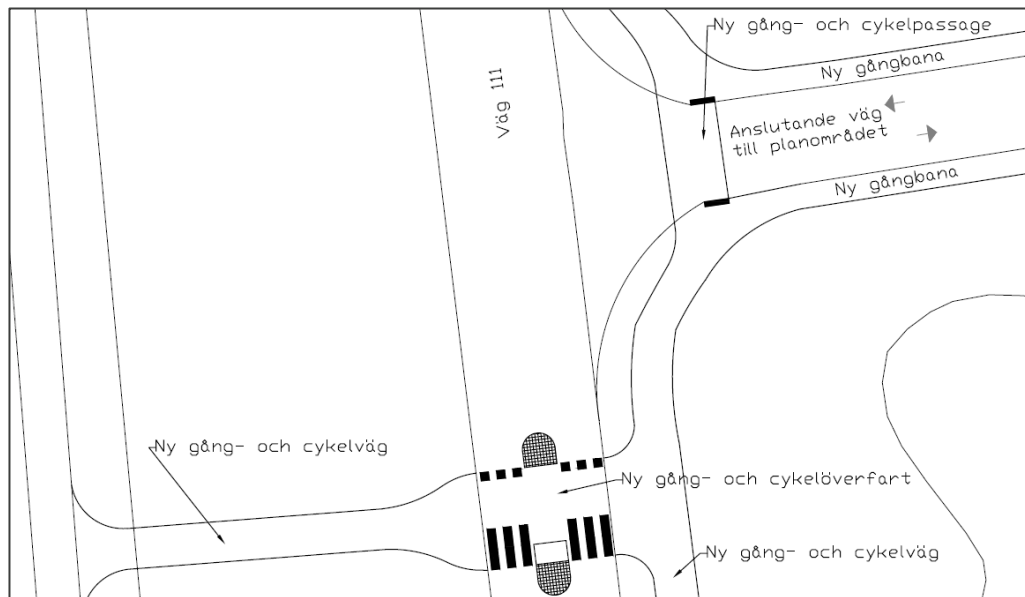 Ny gång- och cykelpassage
Ny gångbana
Väg 111
Anslutande väg
till planområdet
Ny gångbana
Ny gång- och cykelväg
Ny gång- och cykelöverfart
Ny gång- och cykelväg